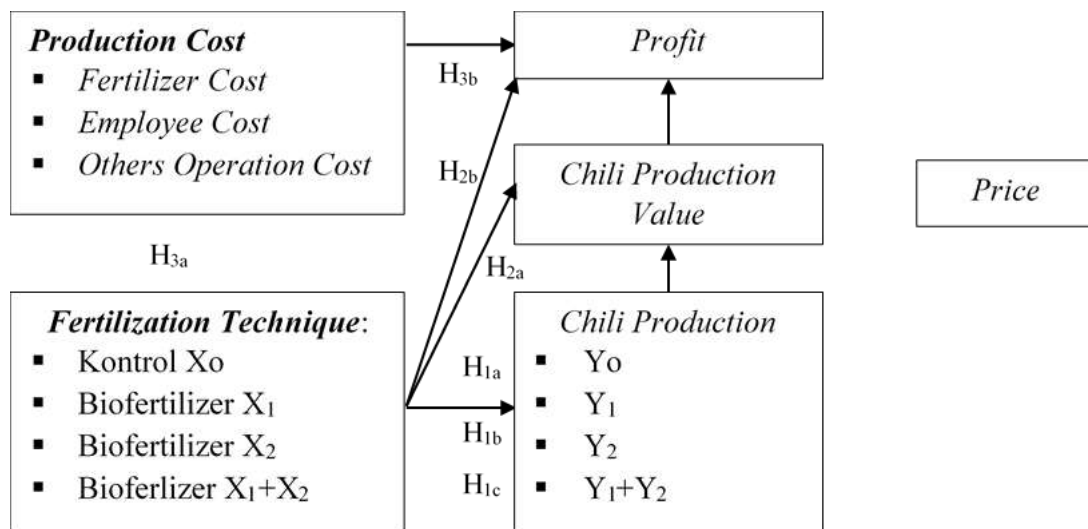 Production Cost
▪ Fertilizer Cost
▪ Employee Cost
▪ Others Operation Cost
H3b
Profit
H2b
Chili Production
Value
Price
H3a
H2a
Fertilization Technique:
▪ Kontrol Xo
▪ Biofertilizer X1
▪ Biofertilizer X2
▪ Bioferlizer X1+X2
H1a
H1b
H1c
Chili Production
▪ Yo
▪ Y1
▪ Y2
▪ Y1+Y2